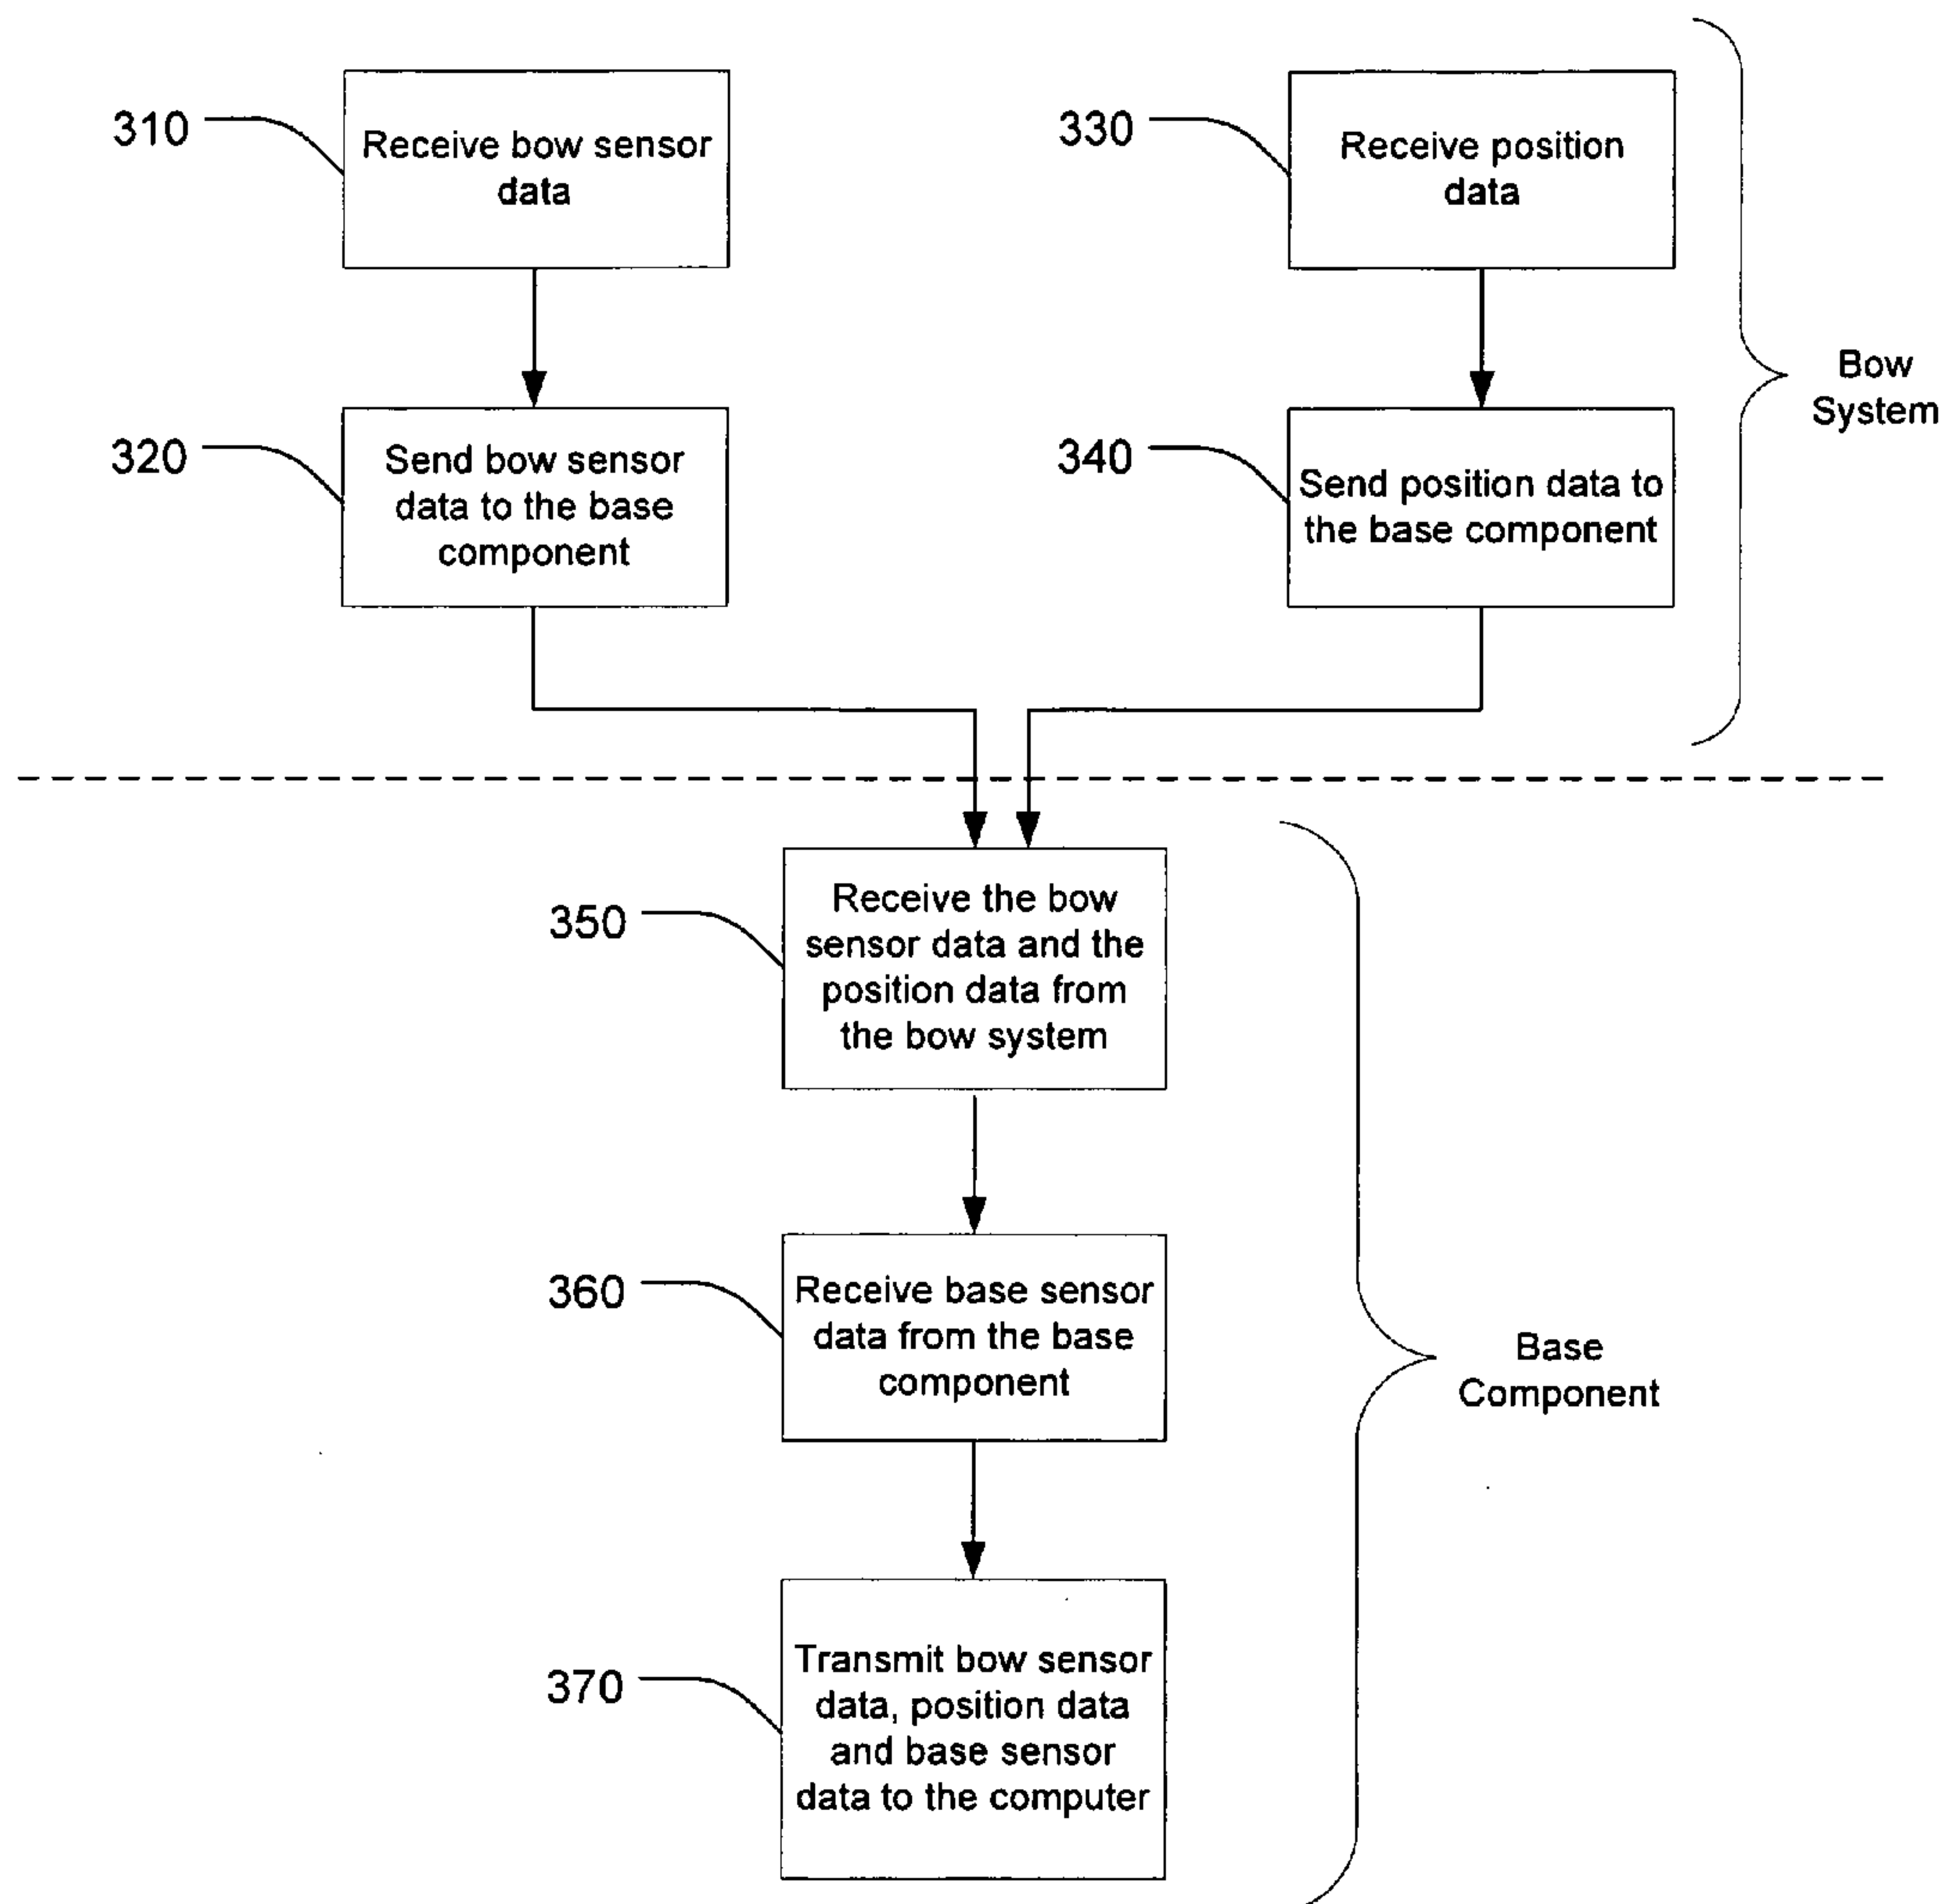 310
Receive bow sensor
data
330
Receive position
data
Bow
System
320
Send bow sensor
data to the base
component
340
Send position data to
the base component
350
Receive the bow
sensor data and the
position data from
the bow system
360
Receive base sensor
data from the base
component
Base
Component
370
Transmit bow sensor
data, position data
and base sensor
data to the computer